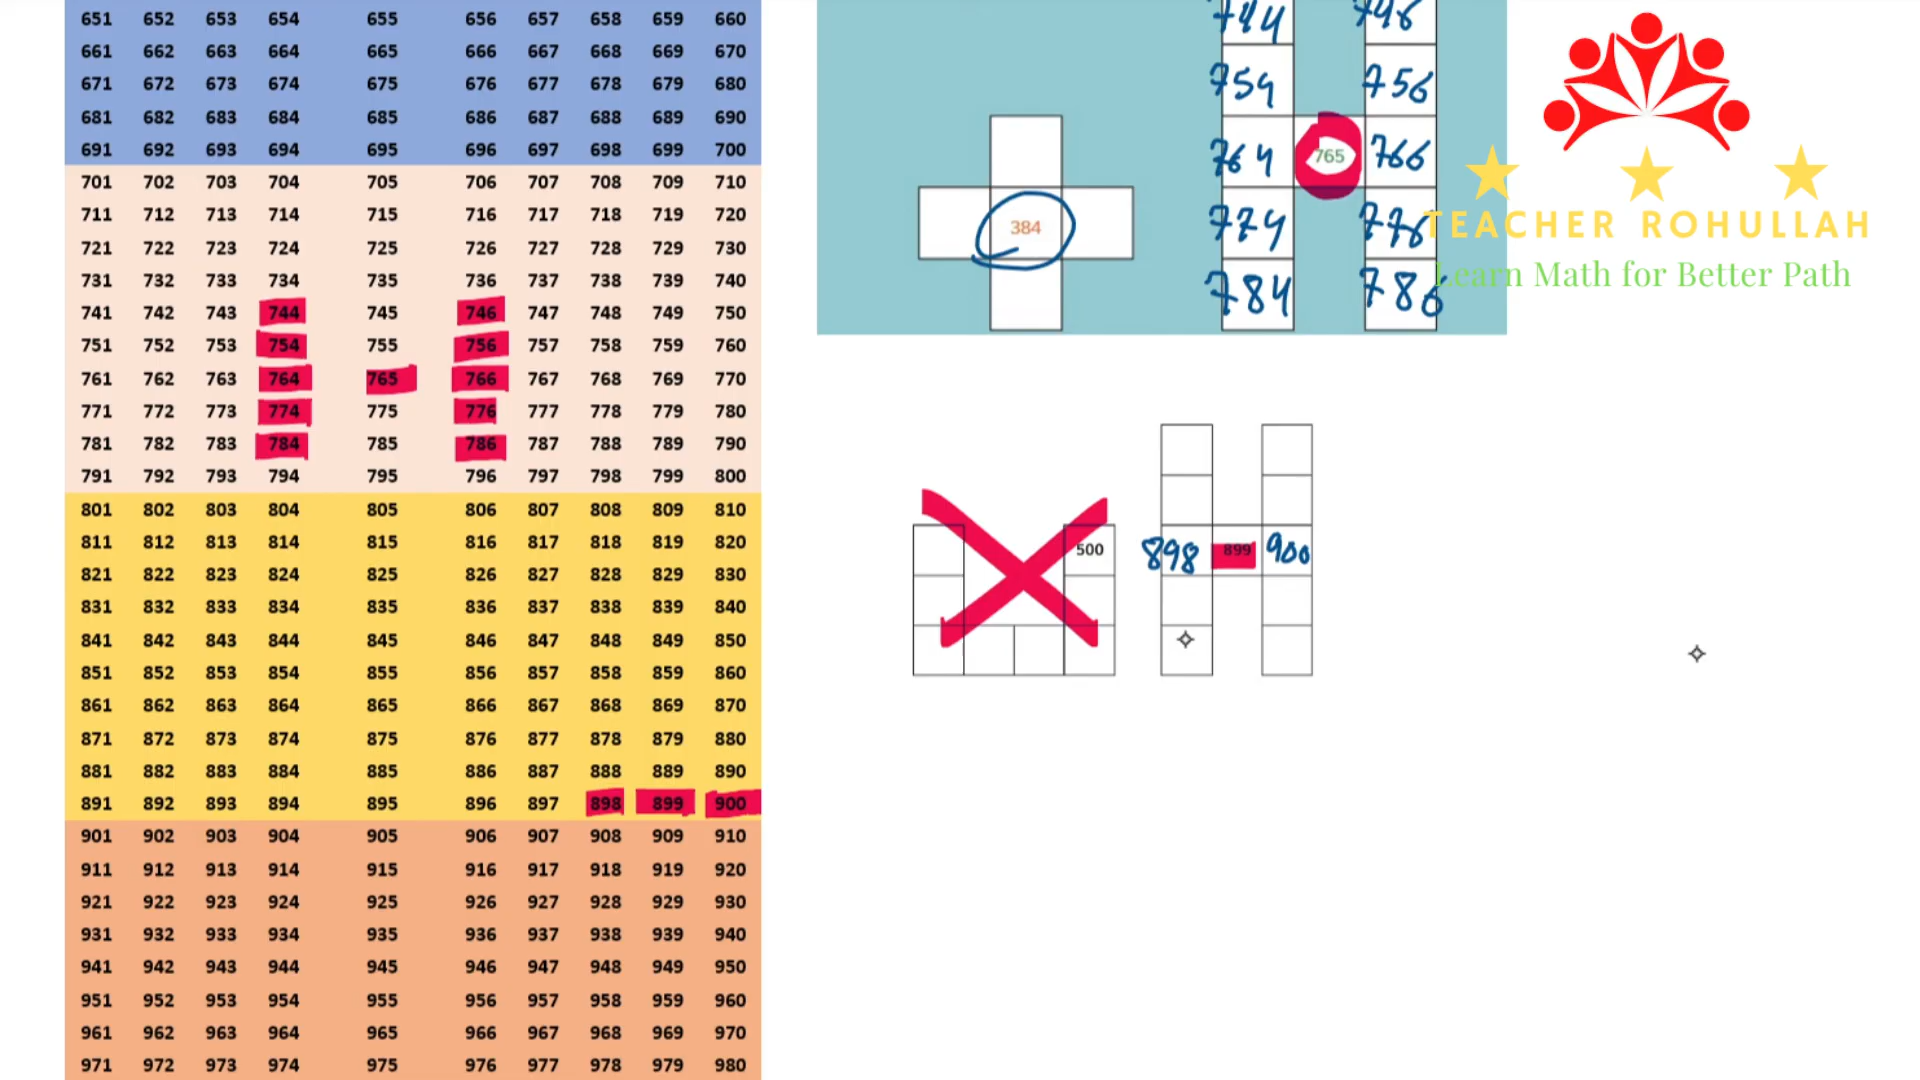 651 652 653 654 655 656 657 658 659 660
661 662 663 664 665 666 667 668 669 670
671 672 673 674 675 676 677 678 679 680
681 682 683 684 685 686 687 688 689 690
691 692 693 694 695 696 697 698 699 700
701 702 703 704 705 706 707 708 709 710
711 712 713 714 715 716 717 718 719 720
721 722 723 724 725 726 727 728 729 730
731 732 733 734 735 736 737 738 739 740
741 742 743 744 745 746 747 748 749 750
751 752 753 754 755 756 757 758 759 760
761 762 763 764 765 766 767 768 769 770
771 772 773 774 775 776 777 778 779 780
781 782 783 784 785 786 787 788 789 790
791 792 793 794 795 796 797 798 799 800
801 802 803 804 805 806 807 808 809 810
811 812 813 814 815 816 817 818 819 820
821 822 823 824 825 826 827 828 829 830
831 832 833 834 835 836 837 838 839 840
841 842 843 844 845 846 847 848 849 850
851 852 853 854 855 856 857 858 859 860
861 862 863 864 865 866 867 868 869 870
871 872 873 874 875 876 877 878 879 880
881 882 883 884 885 886 887 888 889 890
891 892 893 894 895 896 897 898 899 900
901 902 903 904 905 906 907 908 909 910
911 912 913 914 915 916 917 918 919 920
921 922 923 924 925 926 927 928 929 930
931 932 933 934 935 936 937 938 939 940
941 942 943 944 945 946 947 948 949 950
951 952 953 954 955 956 957 958 959 960
961 962 963 964 965 966 967 968 969 970
971 972 973 974 975 976 977 978 979 980
384
744 746
754 756
764 765 766
774 776
784 786
500
898 899 900
TEACHER ROHULLAH
Learn Math for Better Path